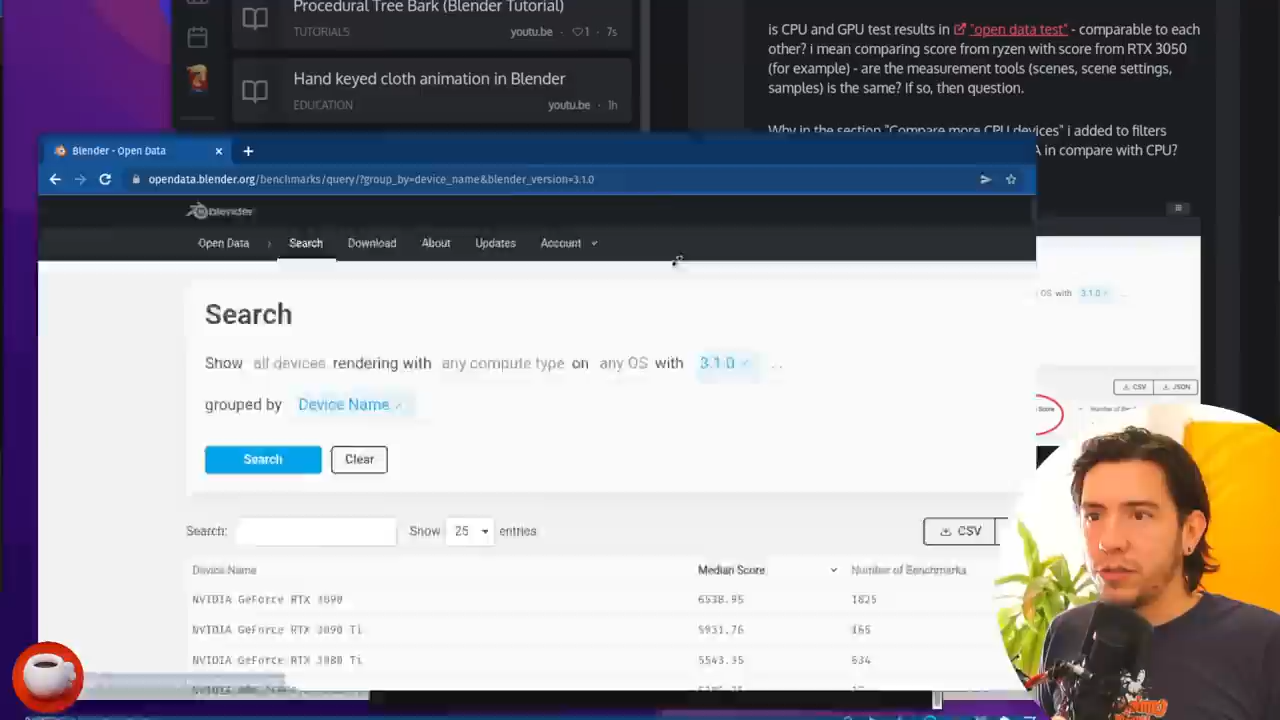 Procedural Tree Bark (Blender Tutorial)
TUTORIALS
youtu.be · 1 · 7s
Hand keyed cloth animation in Blender
EDUCATION
youtu.be · 1h
is CPU and GPU test results in "open data test" - comparable to each
other? i mean comparing score from ryzen with score from RTX 3050
(for example) - are the measurement tools (scenes, scene settings,
samples) is the same? If so, then question.
Why in the section "Compare more CPU devices" i added to filters
in compare with CPU?
Blender - Open Data
opendata.blender.org/benchmarks/query/?group_by=device_name&blender_version=3.1.0
blender
Open Data
Search
Download
About
Updates
Account
Search
Show all devices rendering with any compute type on any OS with 3.1.0
grouped by Device Name
Search
Clear
Search:
Show 25 entries
CSV
Device Name
Median Score
Number of Benchmarks
NVIDIA GeForce RTX 3090
6538.95
1825
NVIDIA GeForce RTX 3090 Ti
5931.76
165
NVIDIA GeForce RTX 3080 Ti
5543.35
634
OS with 3.1.0
CSV
JSON
Score